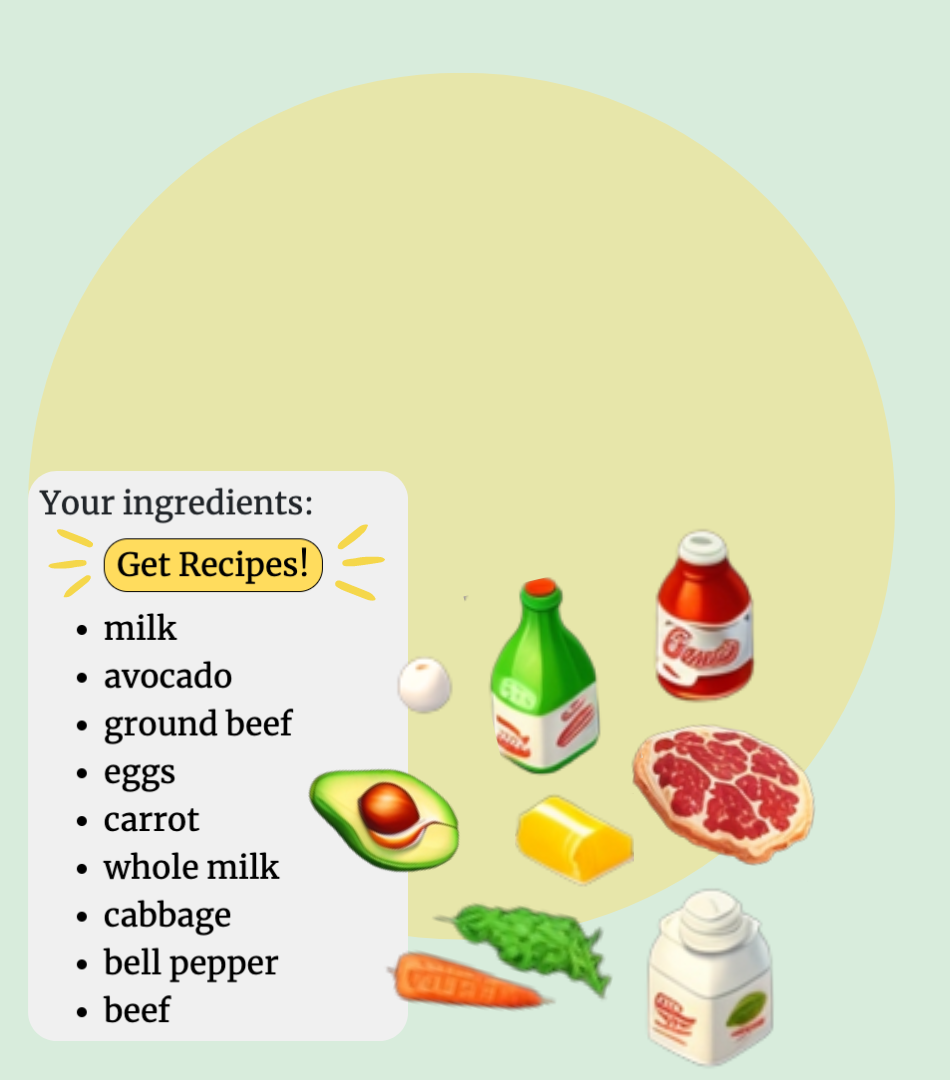 Your ingredients:
Get Recipes!
milk
avocado
ground beef
eggs
carrot
whole milk
cabbage
bell pepper
beef